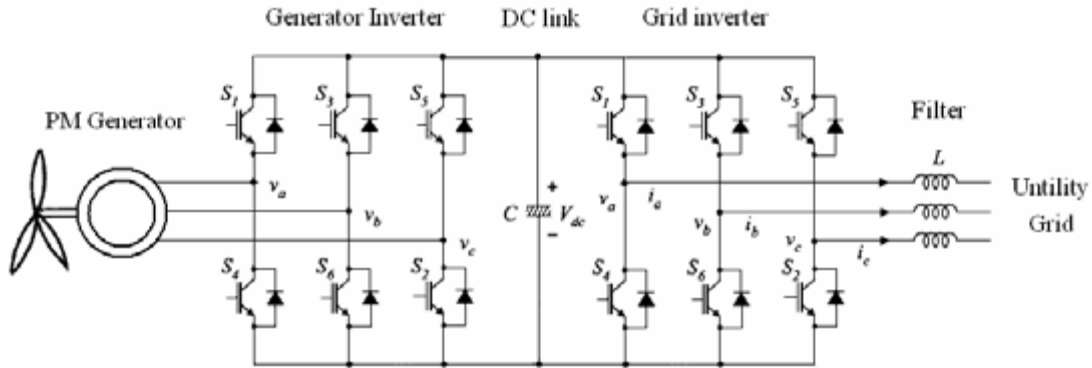 Generator Inverter DC link Grid inverter
S1 S3 S5 S1 S3 S5
PM Generator Filter
L
va va ia Untility
vb C + Vdc − vb ib Grid
vc vc ic
S4 S6 S2 S4 S6 S2